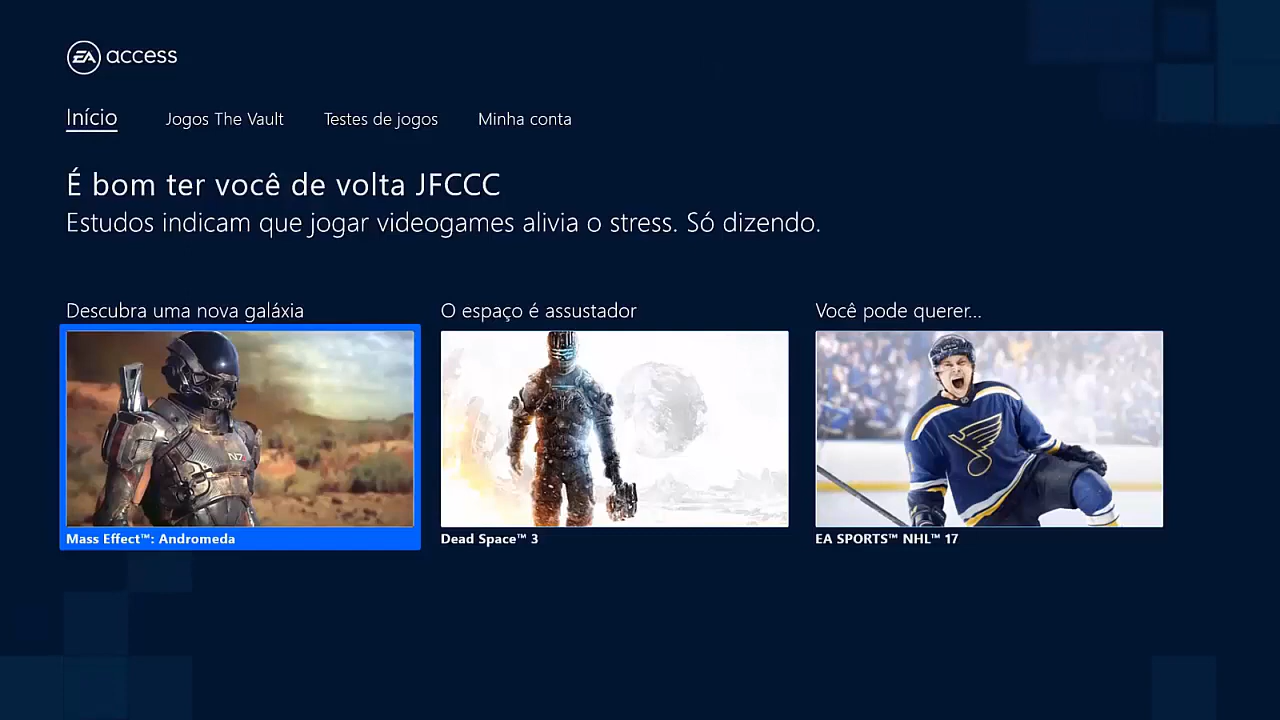 EA access
Início Jogos The Vault Testes de jogos Minha conta
É bom ter você de volta JFCCC
Estudos indicam que jogar videogames alivia o stress. Só dizendo.
Descubra uma nova galáxia
O espaço é assustador
Você pode querer...
N7
Mass Effect™: Andromeda
Dead Space™ 3
EA SPORTS™ NHL™ 17